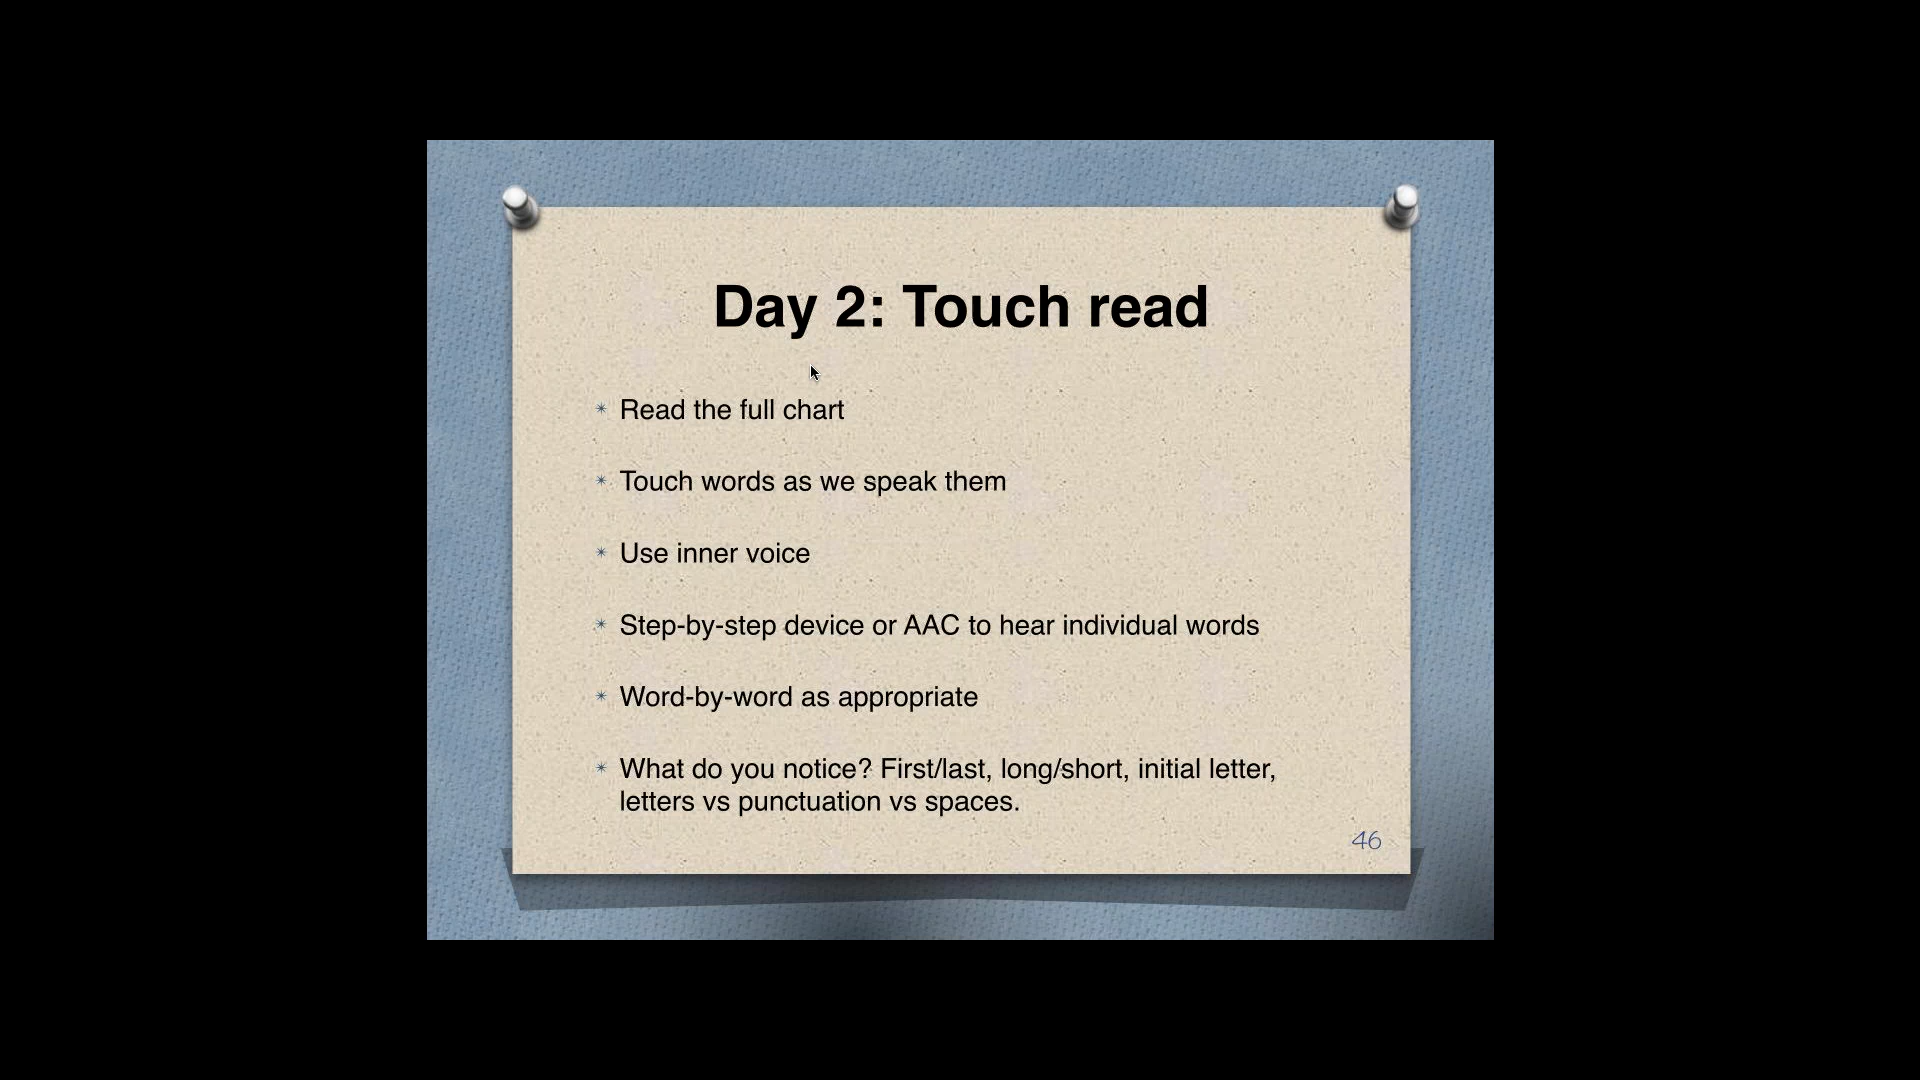 Day 2: Touch read
Read the full chart
Touch words as we speak them
Use inner voice
Step-by-step device or AAC to hear individual words
Word-by-word as appropriate
What do you notice? First/last, long/short, initial letter,
letters vs punctuation vs spaces.
46